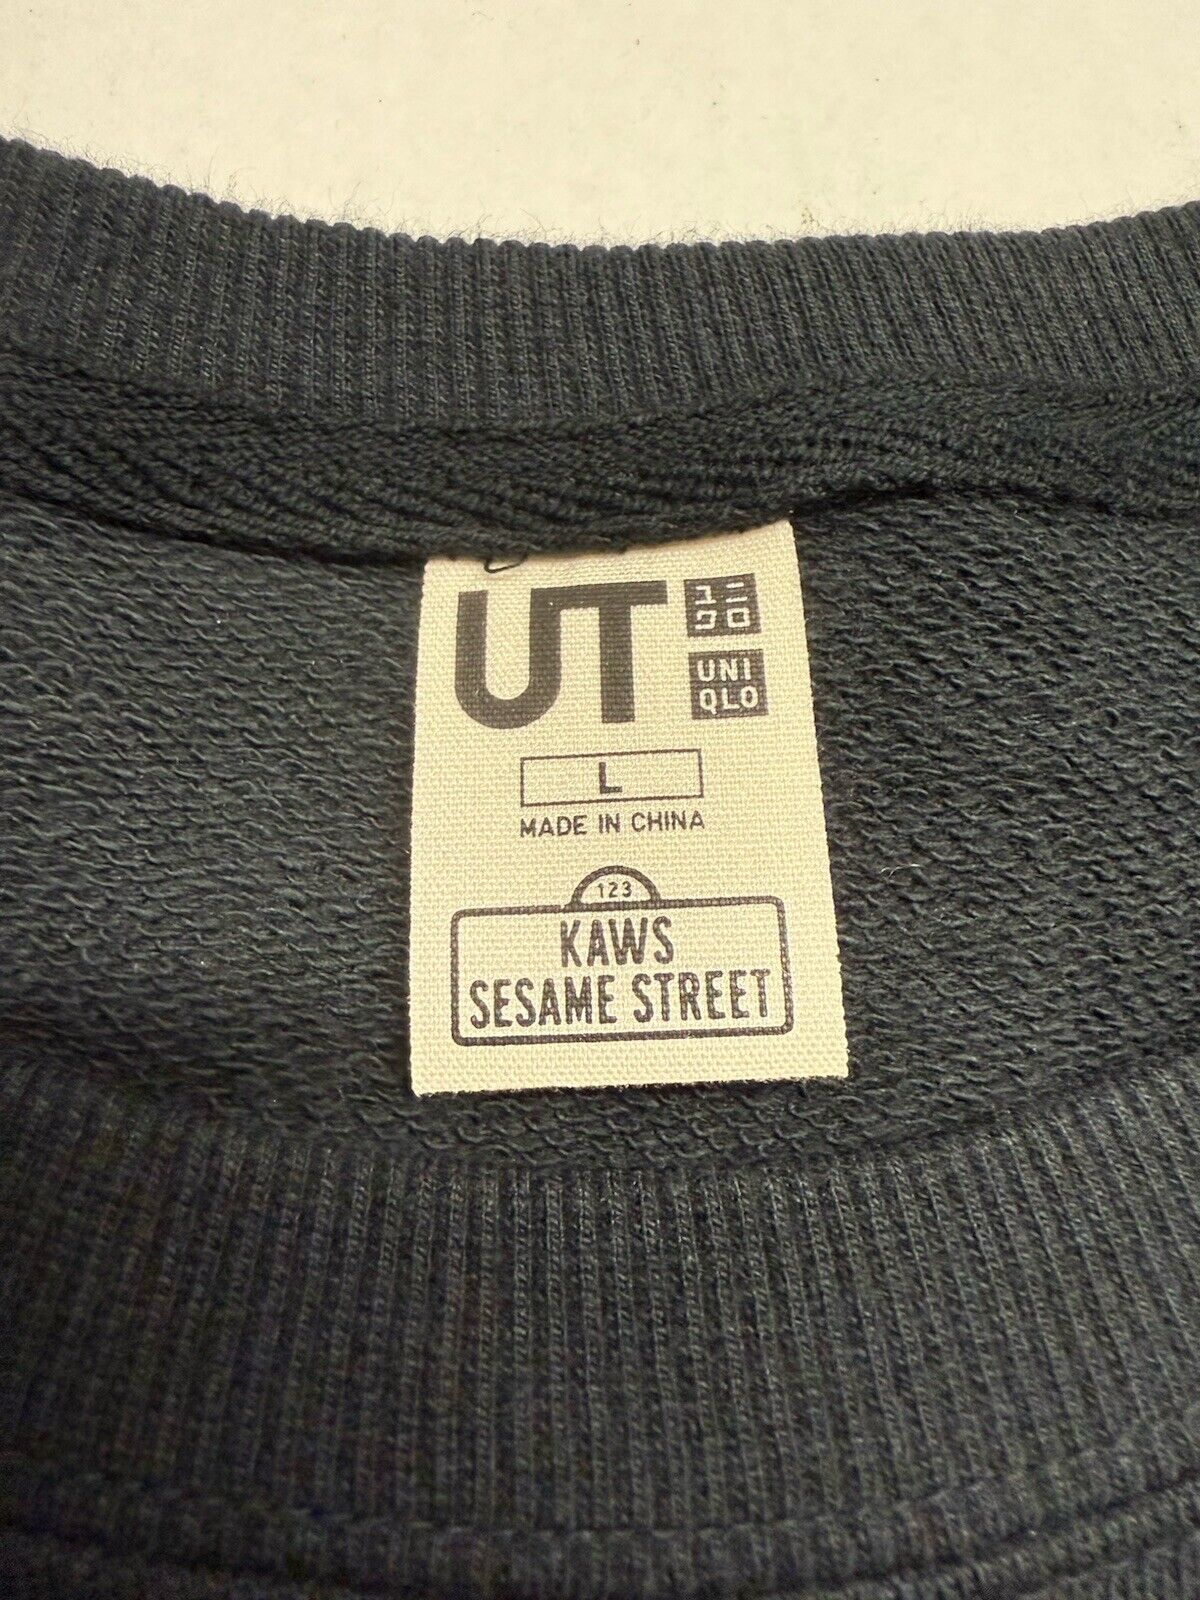 UT
ユニ
クロ
UNI
QLO
L
MADE IN CHINA
123
KAWS
SESAME STREET